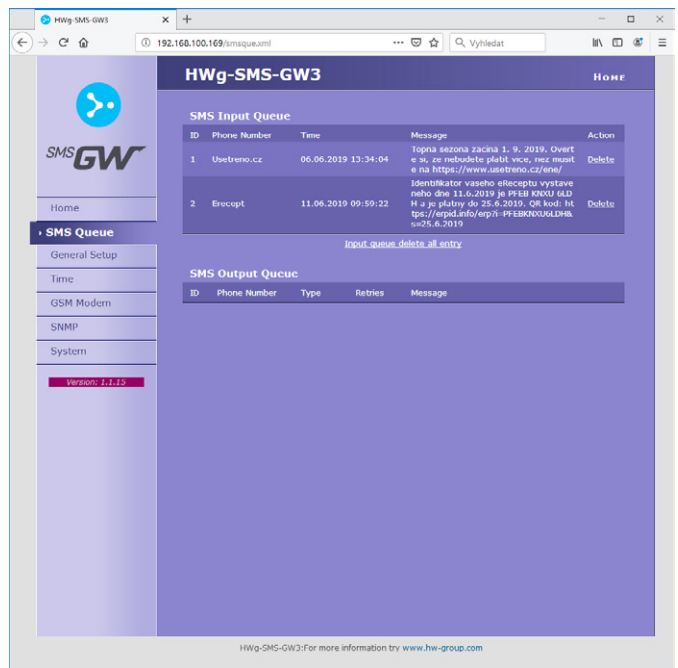 HWg-SMS-GW3
192.168.100.169/smsque.xml
Vyhledat
HWg-SMS-GW3
HOME
SMS GW
Home
SMS Queue
General Setup
Time
GSM Modem
SNMP
System
Version: 1.1.15
SMS Input Queue
ID Phone Number Time Message Action
1 Usetreno.cz 06.06.2019 13:34:04 Topna sezona zacina 1. 9. 2019. Overt
e si, ze nebudete platit vice, nez musit Delete
e na https://www.usetreno.cz/ene/
Identifikator vaseho eReceptu vystave
neho dne 11.6.2019 je PFEB KNXU 6LD
2 Erecept 11.06.2019 09:59:22 H a je platny do 25.6.2019. QR kod: ht Delete
tps://erpid.info/erp?i=PFEBKNXU6LDH&
s=25.6.2019
Input queue delete all entry
SMS Output Queue
ID Phone Number Type Retries Message
HWg-SMS-GW3:For more information try www.hw-group.com